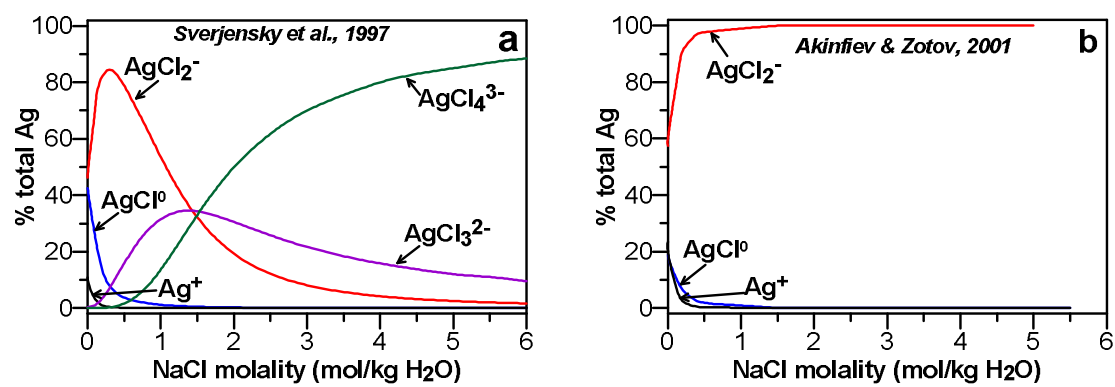 Sverjensky et al., 1997
a
AgCl₂⁻
AgCl₄³⁻
AgCl⁰
AgCl₃²⁻
Ag⁺
% total Ag
100
80
60
40
20
0
0 1 2 3 4 5 6
NaCl molality (mol/kg H₂O)
Akinfiev & Zotov, 2001
b
AgCl₂⁻
AgCl⁰
Ag⁺
% total Ag
100
80
60
40
20
0
0 1 2 3 4 5 6
NaCl molality (mol/kg H₂O)